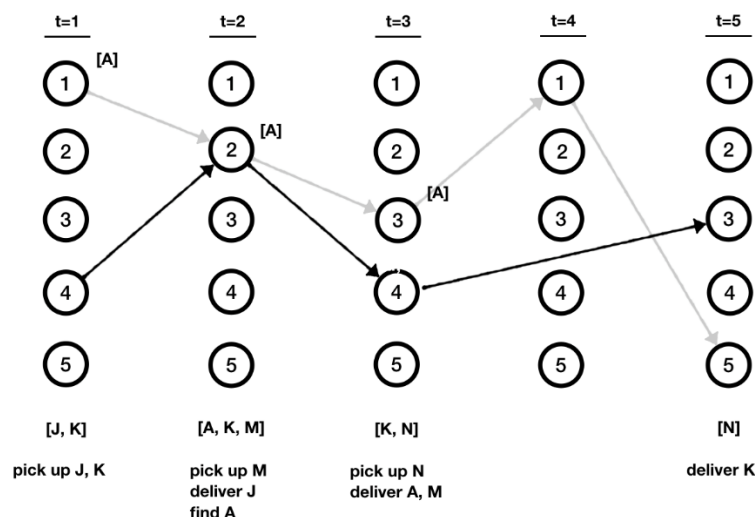 t=1 t=2 t=3 t=4 t=5
[A]
1 1 1 1 1
[A]
2 2 2 2 2
[A]
3 3 3 3 3
4 4 4 4 4
5 5 5 5 5
[J, K] [A, K, M] [K, N] [N]
pick up J, K pick up M pick up N deliver K
deliver J deliver A, M
find A